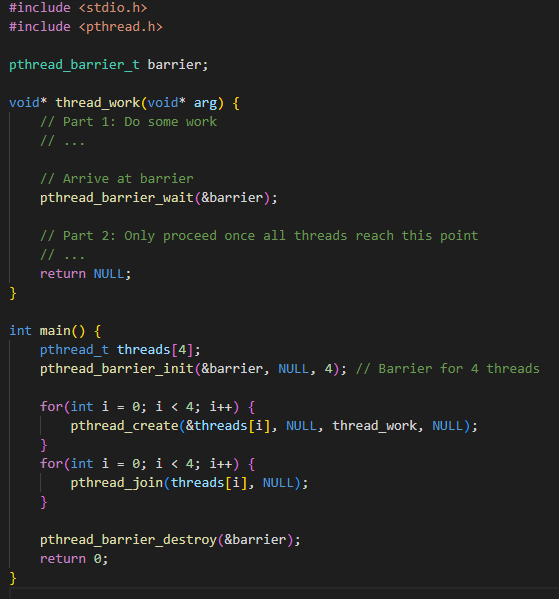 #include <stdio.h>
#include <pthread.h>

pthread_barrier_t barrier;

void* thread_work(void* arg) {
    // Part 1: Do some work
    // ...

    // Arrive at barrier
    pthread_barrier_wait(&barrier);

    // Part 2: Only proceed once all threads reach this point
    // ...
    return NULL;
}

int main() {
    pthread_t threads[4];
    pthread_barrier_init(&barrier, NULL, 4); // Barrier for 4 threads

    for(int i = 0; i < 4; i++) {
        pthread_create(&threads[i], NULL, thread_work, NULL);
    }
    for(int i = 0; i < 4; i++) {
        pthread_join(threads[i], NULL);
    }

    pthread_barrier_destroy(&barrier);
    return 0;
}